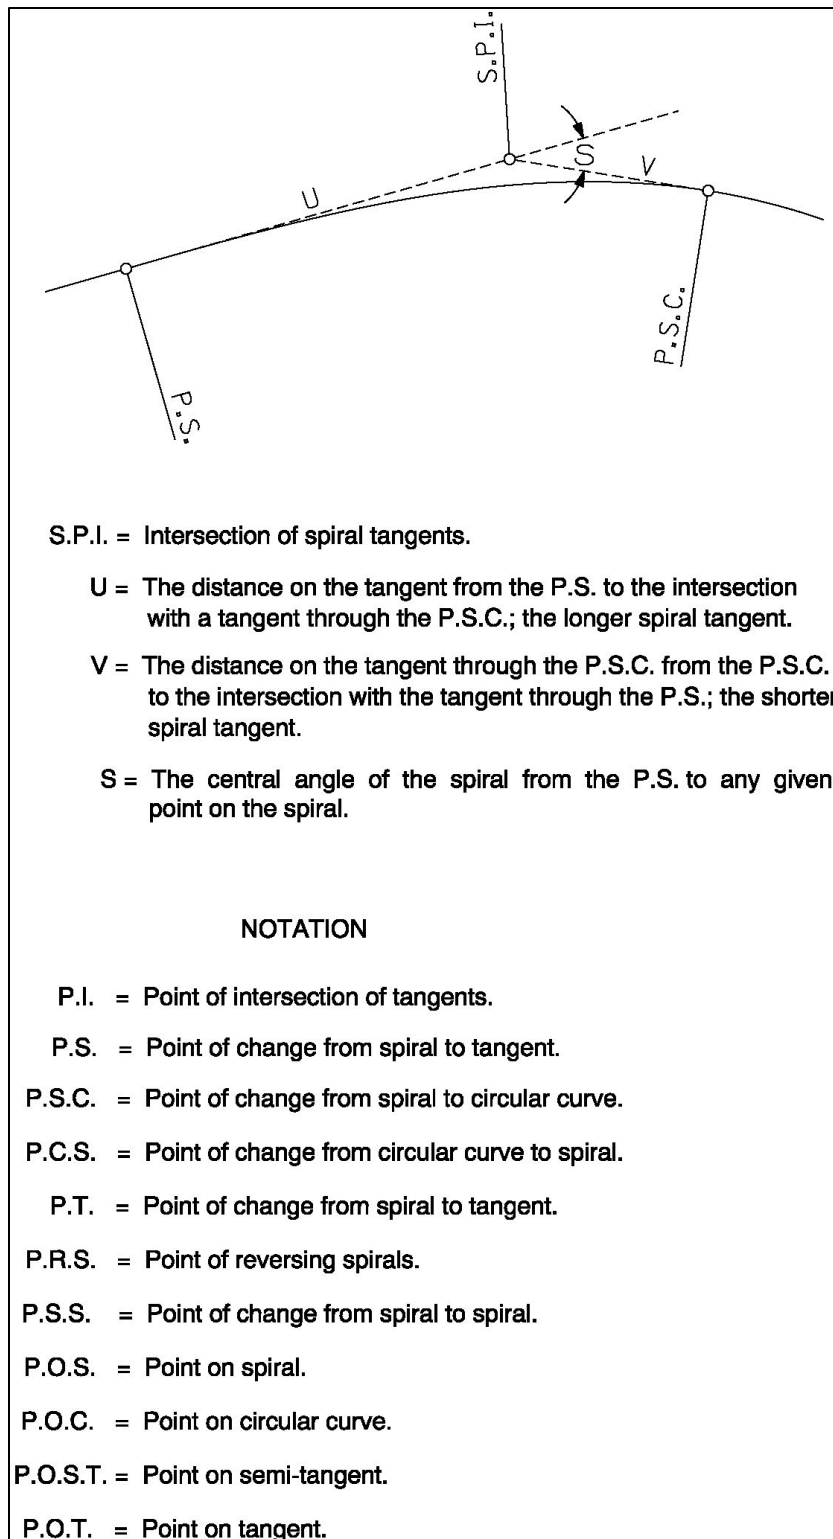 S.P.I.
S
V
U
P.S.C.
P.S.
S.P.I. = Intersection of spiral tangents.
U = The distance on the tangent from the P.S. to the intersection
with a tangent through the P.S.C.; the longer spiral tangent.
V = The distance on the tangent through the P.S.C. from the P.S.C.
to the intersection with the tangent through the P.S.; the shorter
spiral tangent.
S = The central angle of the spiral from the P.S. to any given
point on the spiral.
NOTATION
P.I. = Point of intersection of tangents.
P.S. = Point of change from spiral to tangent.
P.S.C. = Point of change from spiral to circular curve.
P.C.S. = Point of change from circular curve to spiral.
P.T. = Point of change from spiral to tangent.
P.R.S. = Point of reversing spirals.
P.S.S. = Point of change from spiral to spiral.
P.O.S. = Point on spiral.
P.O.C. = Point on circular curve.
P.O.S.T. = Point on semi-tangent.
P.O.T. = Point on tangent.